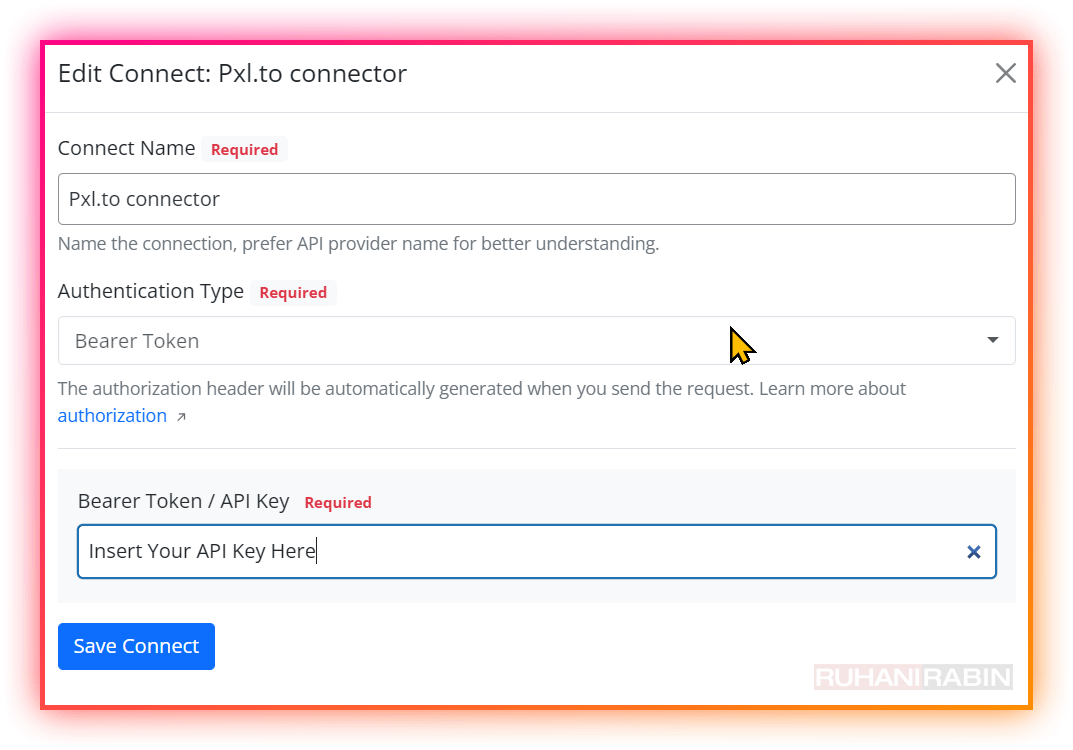 Edit Connect: Pxl.to connector
Connect Name Required
Pxl.to connector
Name the connection, prefer API provider name for better understanding.
Authentication Type Required
Bearer Token
The authorization header will be automatically generated when you send the request. Learn more about
authorization ↗
Bearer Token / API Key Required
Insert Your API Key Here
Save Connect
RUHANIRABIN